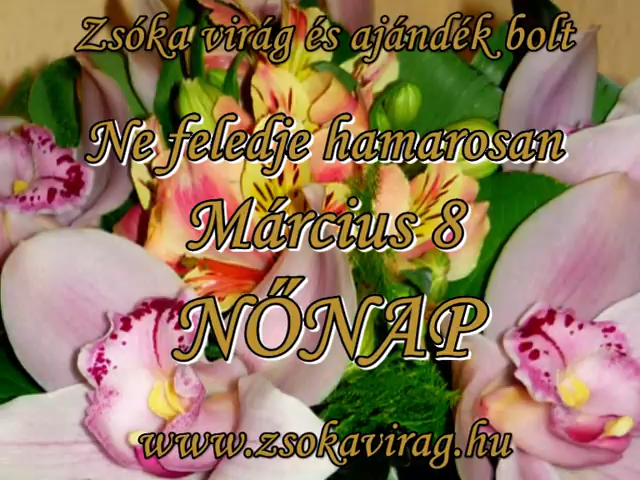 Zsóka virág és ajándék bolt
Ne feledje hamarosan
Március 8
NŐNAP
www.zsokavirag.hu